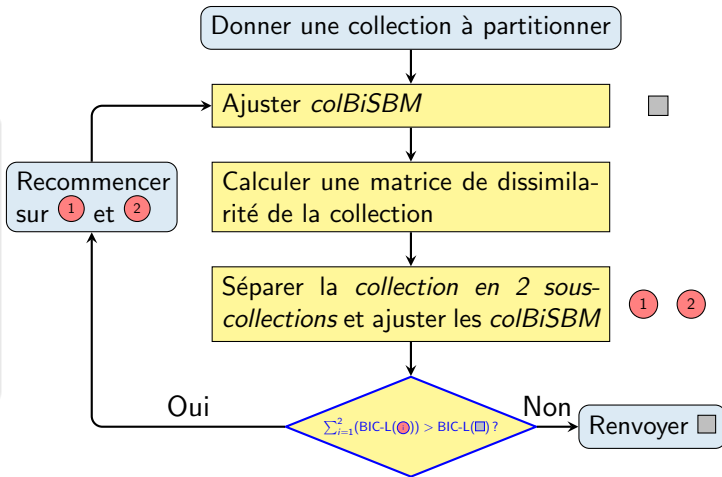 Donner une collection à partitionner
Ajuster colBiSBM
Recommencer
sur 1 et 2
Calculer une matrice de dissimila-
rité de la collection
Séparer la collection en 2 sous-
collections et ajuster les colBiSBM
1 2
Oui
∑²ᵢ₌₁(BIC-L(i)) > BIC-L(□) ?
Non
Renvoyer